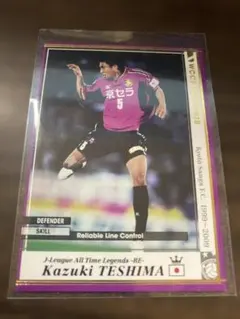 WCCF
Kyoto Sanga F.C. 1999-2008
京セラ
5
DEFENDER
SKILL
Reliable Line Control
J-League All Time Legends -RE-
Kazuki TESHIMA